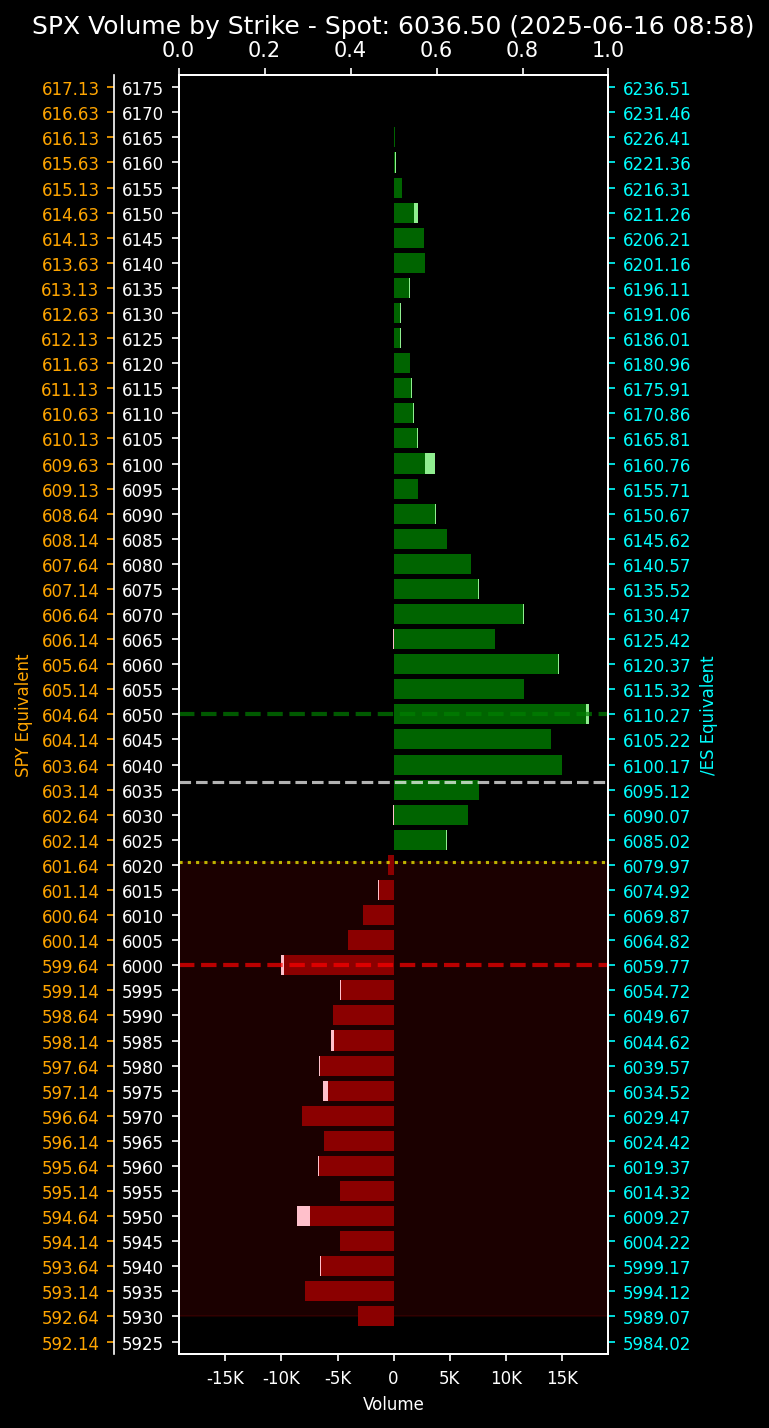 SPX Volume by Strike - Spot: 6036.50 (2025-06-16 08:58)
0.0 0.2 0.4 0.6 0.8 1.0
617.13 6175 6236.51
616.63 6170 6231.46
616.13 6165 6226.41
615.63 6160 6221.36
615.13 6155 6216.31
614.63 6150 6211.26
614.13 6145 6206.21
613.63 6140 6201.16
613.13 6135 6196.11
612.63 6130 6191.06
612.13 6125 6186.01
611.63 6120 6180.96
611.13 6115 6175.91
610.63 6110 6170.86
610.13 6105 6165.81
609.63 6100 6160.76
609.13 6095 6155.71
608.64 6090 6150.67
608.14 6085 6145.62
607.64 6080 6140.57
607.14 6075 6135.52
606.64 6070 6130.47
606.14 6065 6125.42
605.64 6060 6120.37
605.14 6055 6115.32
604.64 6050 6110.27
604.14 6045 6105.22
603.64 6040 6100.17
603.14 6035 6095.12
602.64 6030 6090.07
602.14 6025 6085.02
601.64 6020 6079.97
601.14 6015 6074.92
600.64 6010 6069.87
600.14 6005 6064.82
599.64 6000 6059.77
599.14 5995 6054.72
598.64 5990 6049.67
598.14 5985 6044.62
597.64 5980 6039.57
597.14 5975 6034.52
596.64 5970 6029.47
596.14 5965 6024.42
595.64 5960 6019.37
595.14 5955 6014.32
594.64 5950 6009.27
594.14 5945 6004.22
593.64 5940 5999.17
593.14 5935 5994.12
592.64 5930 5989.07
592.14 5925 5984.02
SPY Equivalent
/ES Equivalent
-15K -10K -5K 0 5K 10K 15K
Volume